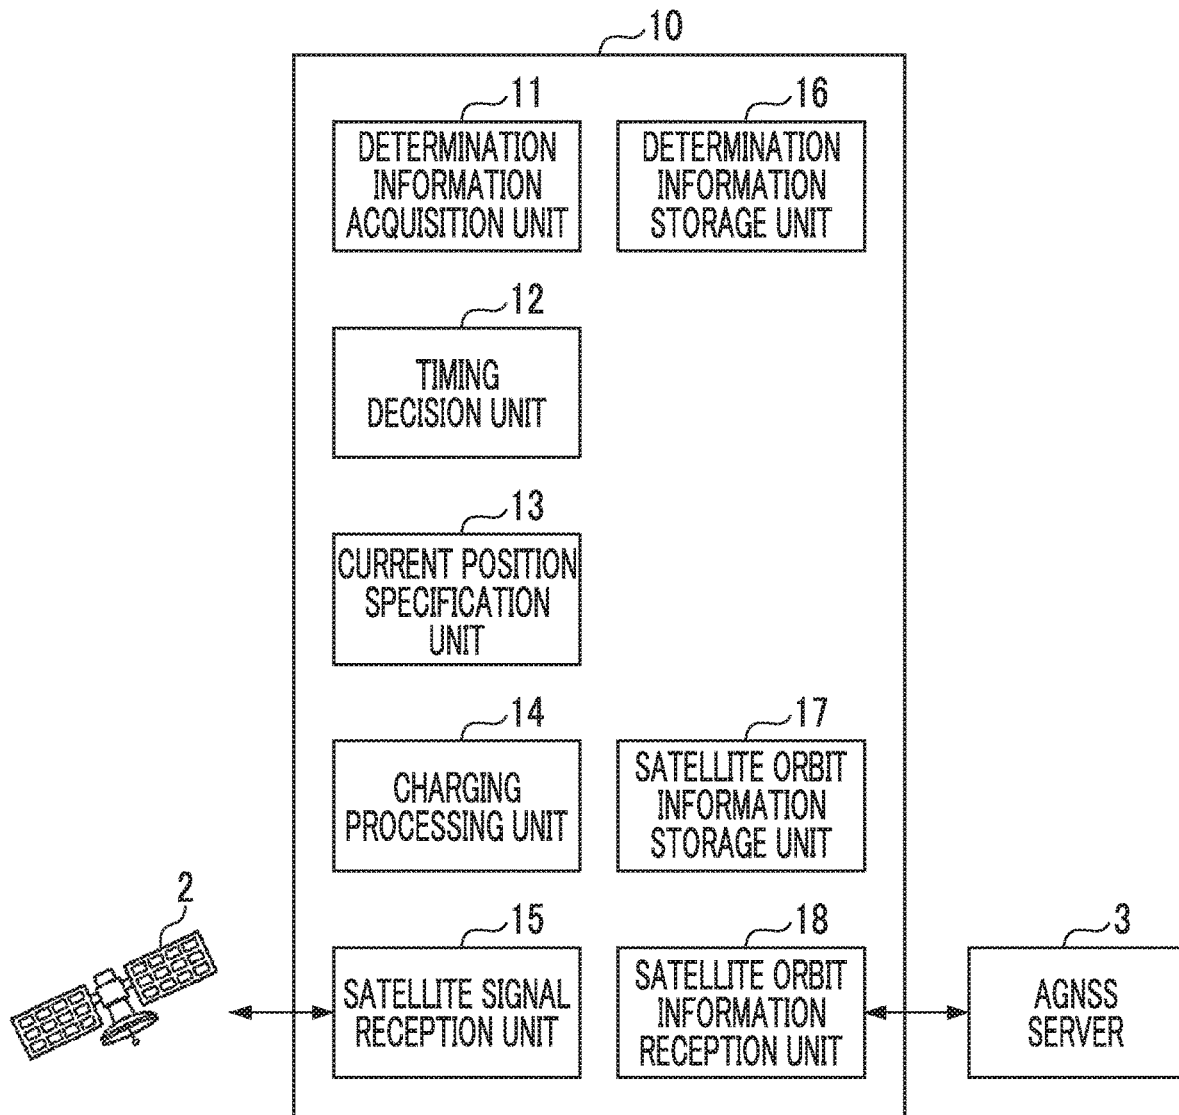 10
11
DETERMINATION
INFORMATION
ACQUISITION UNIT
16
DETERMINATION
INFORMATION
STORAGE UNIT
12
TIMING
DECISION UNIT
13
CURRENT POSITION
SPECIFICATION
UNIT
14
CHARGING
PROCESSING UNIT
17
SATELLITE ORBIT
INFORMATION
STORAGE UNIT
2
15
SATELLITE SIGNAL
RECEPTION UNIT
18
SATELLITE ORBIT
INFORMATION
RECEPTION UNIT
3
AGNSS
SERVER